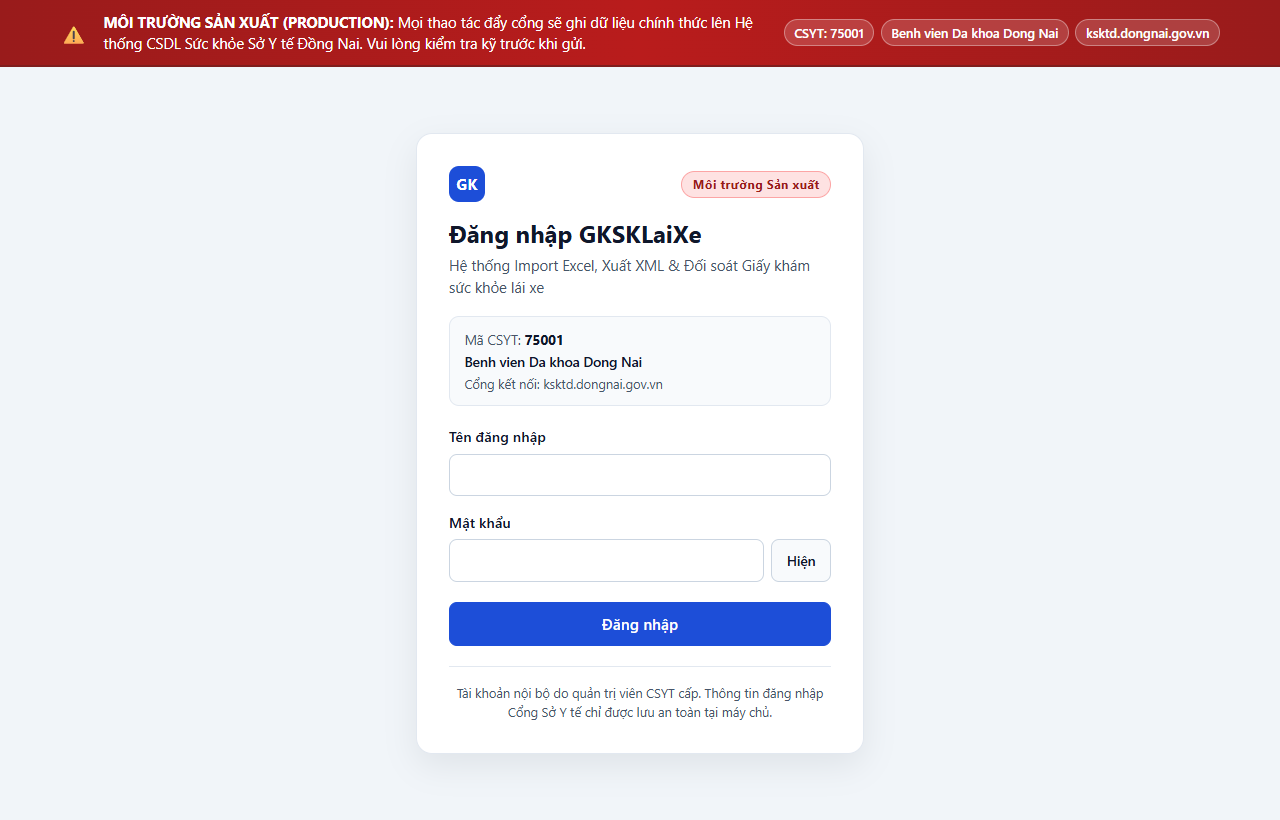 ⚠ MÔI TRƯỜNG SẢN XUẤT (PRODUCTION): Mọi thao tác đẩy cổng sẽ ghi dữ liệu chính thức lên Hệ
thống CSDL Sức khỏe Sở Y tế Đồng Nai. Vui lòng kiểm tra kỹ trước khi gửi.
CSYT: 75001
Benh vien Da khoa Dong Nai
ksktd.dongnai.gov.vn
GK
Môi trường Sản xuất
Đăng nhập GKSKLaiXe
Hệ thống Import Excel, Xuất XML & Đối soát Giấy khám
sức khỏe lái xe
Mã CSYT: 75001
Benh vien Da khoa Dong Nai
Cổng kết nối: ksktd.dongnai.gov.vn
Tên đăng nhập
Mật khẩu
Hiện
Đăng nhập
Tài khoản nội bộ do quản trị viên CSYT cấp. Thông tin đăng nhập
Cổng Sở Y tế chỉ được lưu an toàn tại máy chủ.